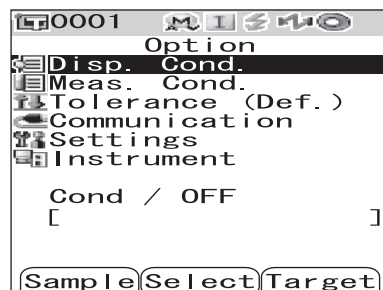 0001 M I
Option
Disp. Cond.
Meas. Cond.
Tolerance (Def.)
Communication
Settings
Instrument
Cond / OFF
[ ]
Sample Select Target